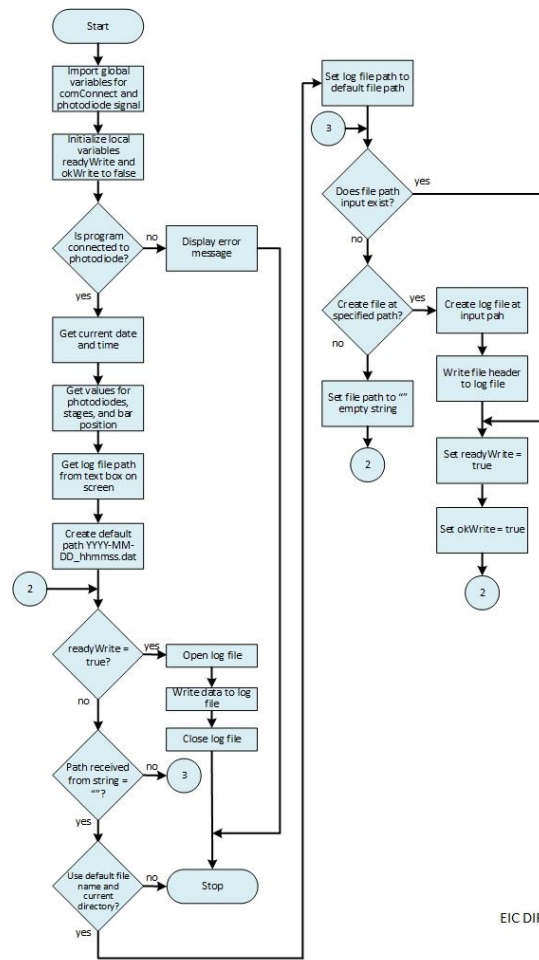 Start
Import global
variables for
comConnect and
photodiode signal
Initialize local
variables
readyWrite and
okWrite to false
Is program
connected to
photodiode?
no
Display error
message
yes
Get current date
and time
Get values for
photodiodes,
stages, and bar
position
Get log file path
from text box on
screen
Create default
path YYYY-MM-
DD_hhmmss.dat
2
readyWrite =
true?
yes
Open log file
Write data to log
file
Close log file
no
Path received
from string =
“”?
no
3
yes
Use default file
name and
current
directory?
no
Stop
yes
Set log file path to
default file path
3
Does file path
input exist?
yes
no
Create file at
specified path?
yes
Create log file at
input pah
Write file header
to log file
no
Set file path to “”
empty string
2
Set readyWrite =
true
Set okWrite = true
2
EIC DIF